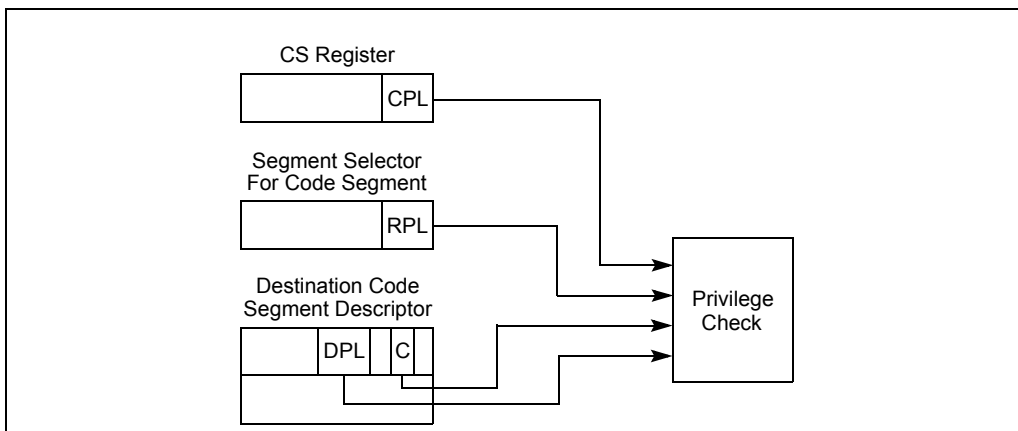 CS Register
CPL
Segment Selector
For Code Segment
RPL
Destination Code
Segment Descriptor
DPL
C
Privilege
Check